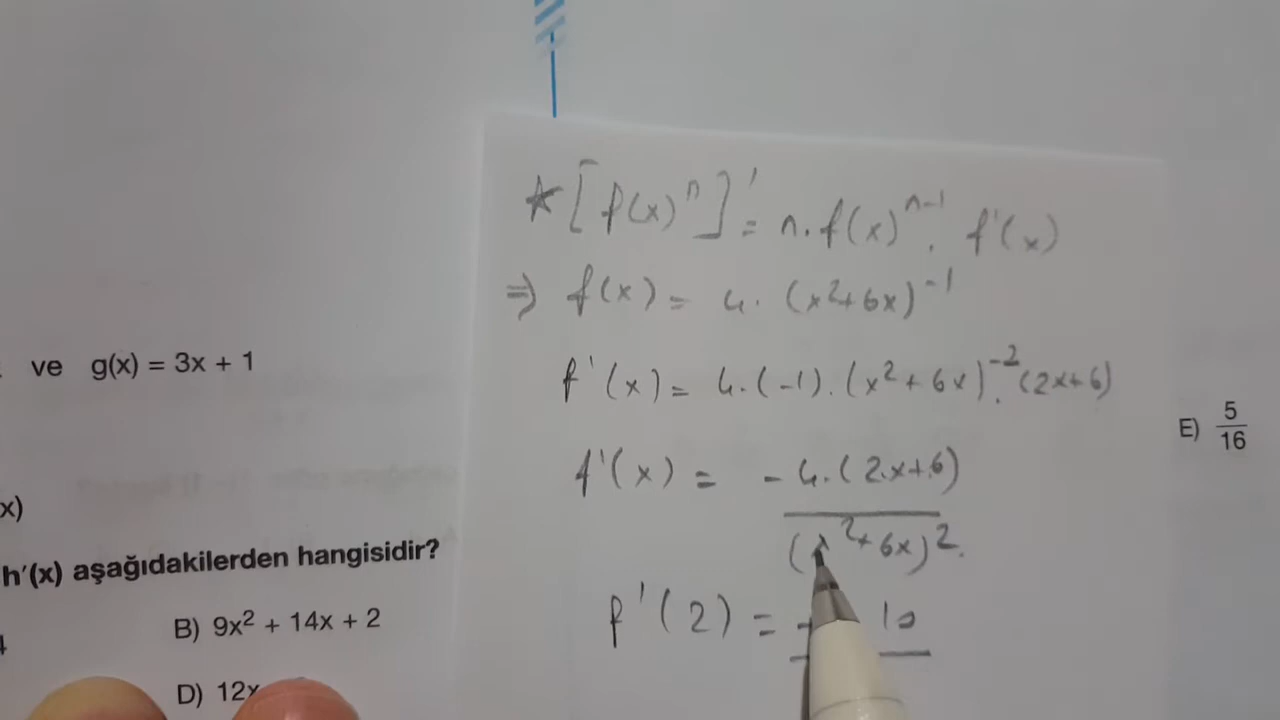 ★[f(x)ⁿ]' = n.f(x)ⁿ⁻¹. f'(x)
⇒ f(x) = 4. (x²+6x)⁻¹
ve g(x) = 3x + 1
f'(x) = 4.(-1).(x²+6x)⁻².(2x+6)
E) 5/16
f'(x) = -4.(2.x+6)
(x²+6x)².
x)
h'(x) aşağıdakilerden hangisidir?
f'(2) = - 10
B) 9x² + 14x + 2
D) 12x